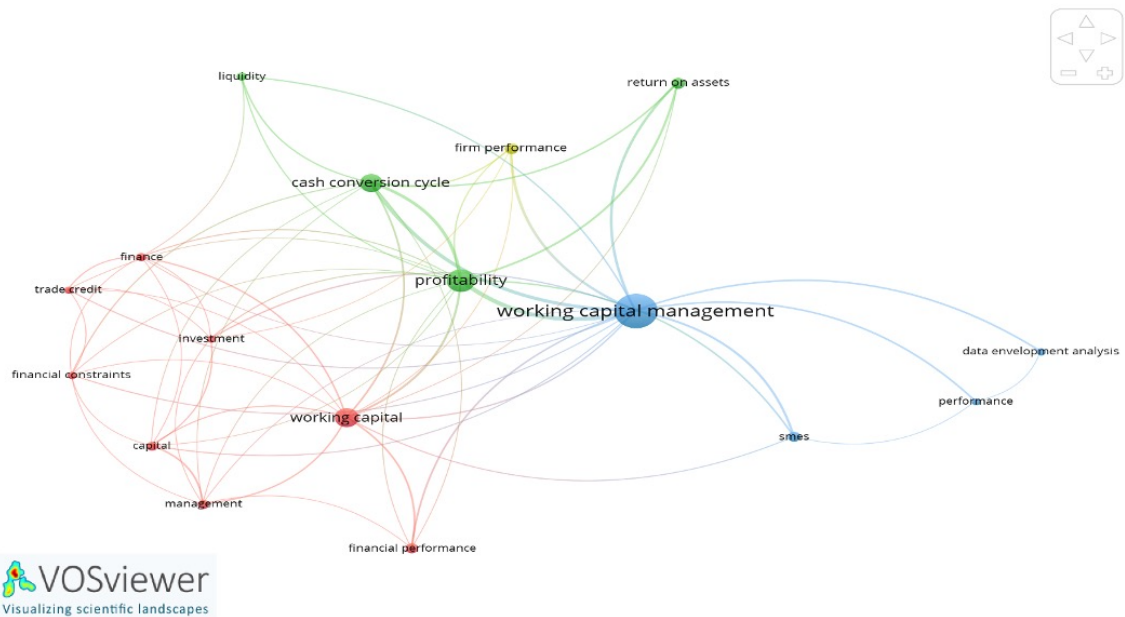 liquidity
return on assets
firm performance
cash conversion cycle
finance
profitability
trade credit
working capital management
investment
data envelopment analysis
financial constraints
performance
working capital
smes
capital
management
financial performance
VOSviewer
Visualizing scientific landscapes